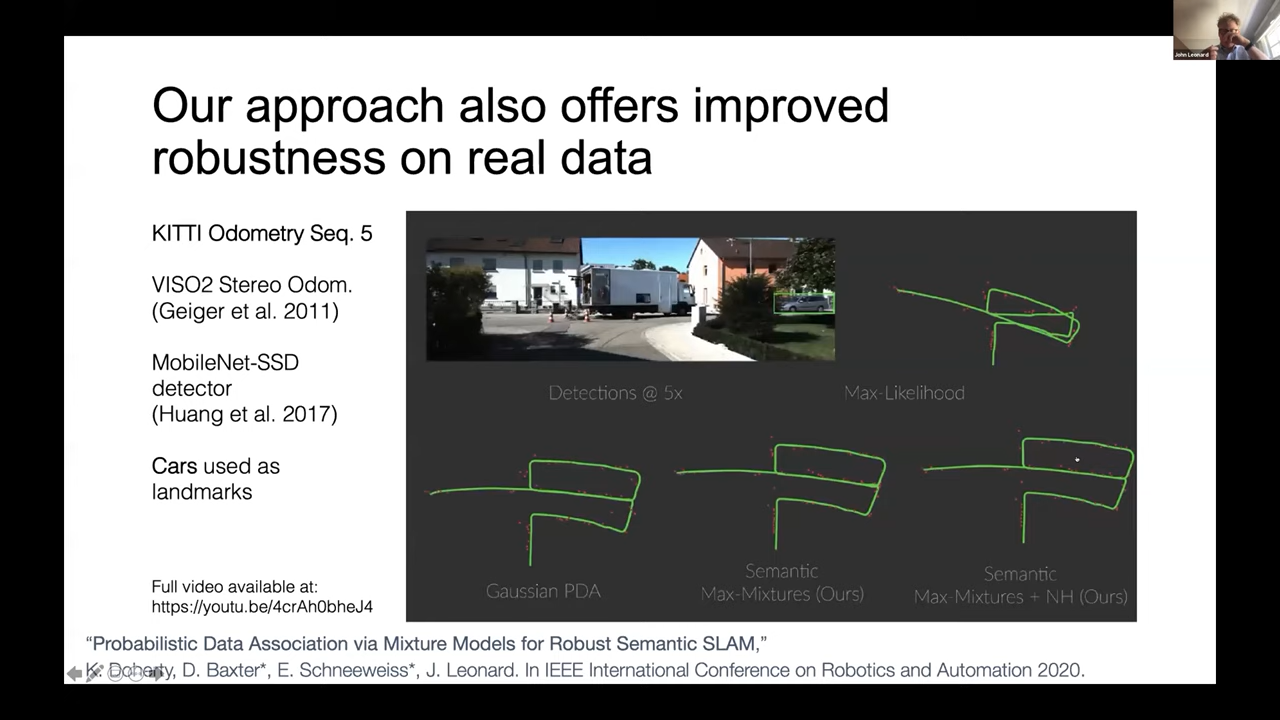 John Leonard
Our approach also offers improved
robustness on real data
KITTI Odometry Seq. 5
VISO2 Stereo Odom.
(Geiger et al. 2011)
MobileNet-SSD
detector
(Huang et al. 2017)
Cars used as
landmarks
Full video available at:
https://youtu.be/4crAh0bheJ4
Detections @ 5x
Max-Likelihood
Gaussian PDA
Semantic
Max-Mixtures (Ours)
Semantic
Max-Mixtures + NH (Ours)
“Probabilistic Data Association via Mixture Models for Robust Semantic SLAM,”
K. Doherty, D. Baxter*, E. Schneeweiss*, J. Leonard. In IEEE International Conference on Robotics and Automation 2020.